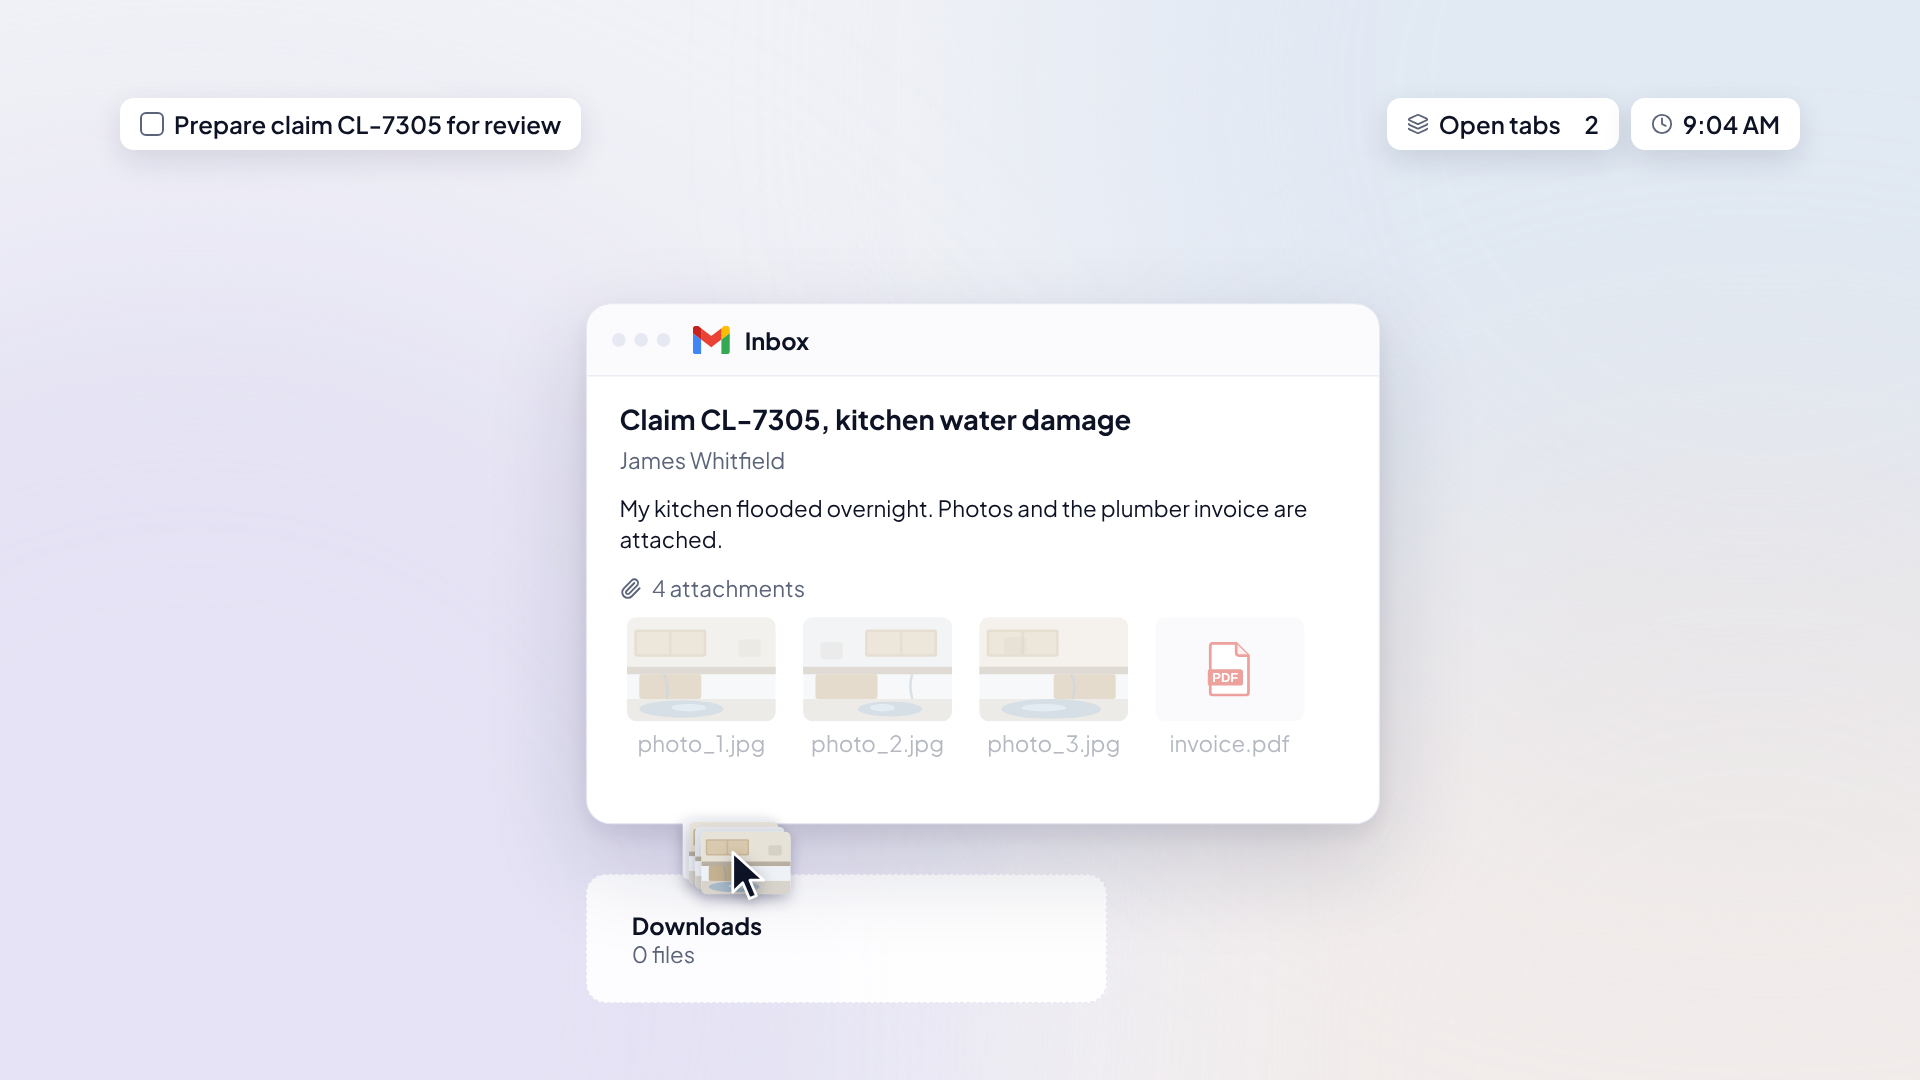 Prepare claim CL-7305 for review
Open tabs 2
9:04 AM
Inbox
Claim CL-7305, kitchen water damage
James Whitfield
My kitchen flooded overnight. Photos and the plumber invoice are
attached.
4 attachments
PDF
photo_1.jpg photo_2.jpg photo_3.jpg invoice.pdf
Downloads
0 files